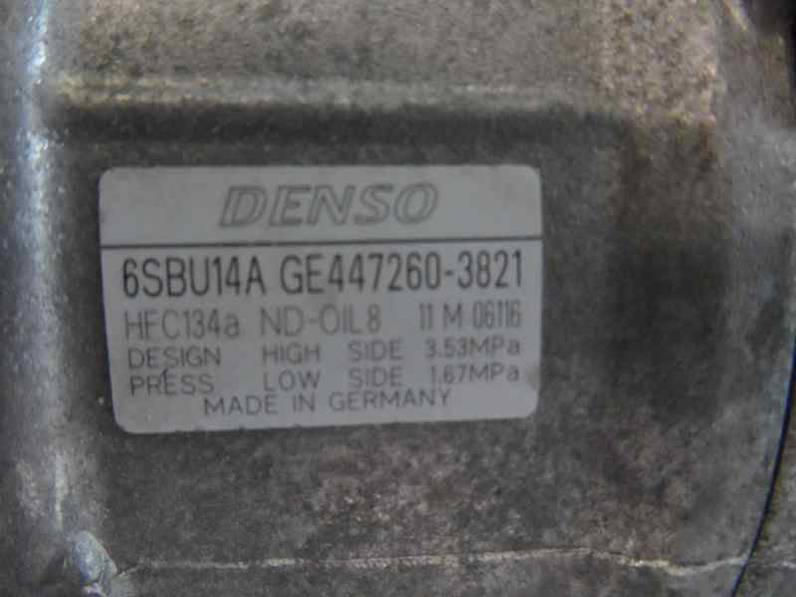 DENSO
6SBU14A GE447260-3821
HFC134a ND-OIL8 11 M 06116
DESIGN HIGH SIDE 3.53MPa
PRESS LOW SIDE 1.67MPa
MADE IN GERMANY